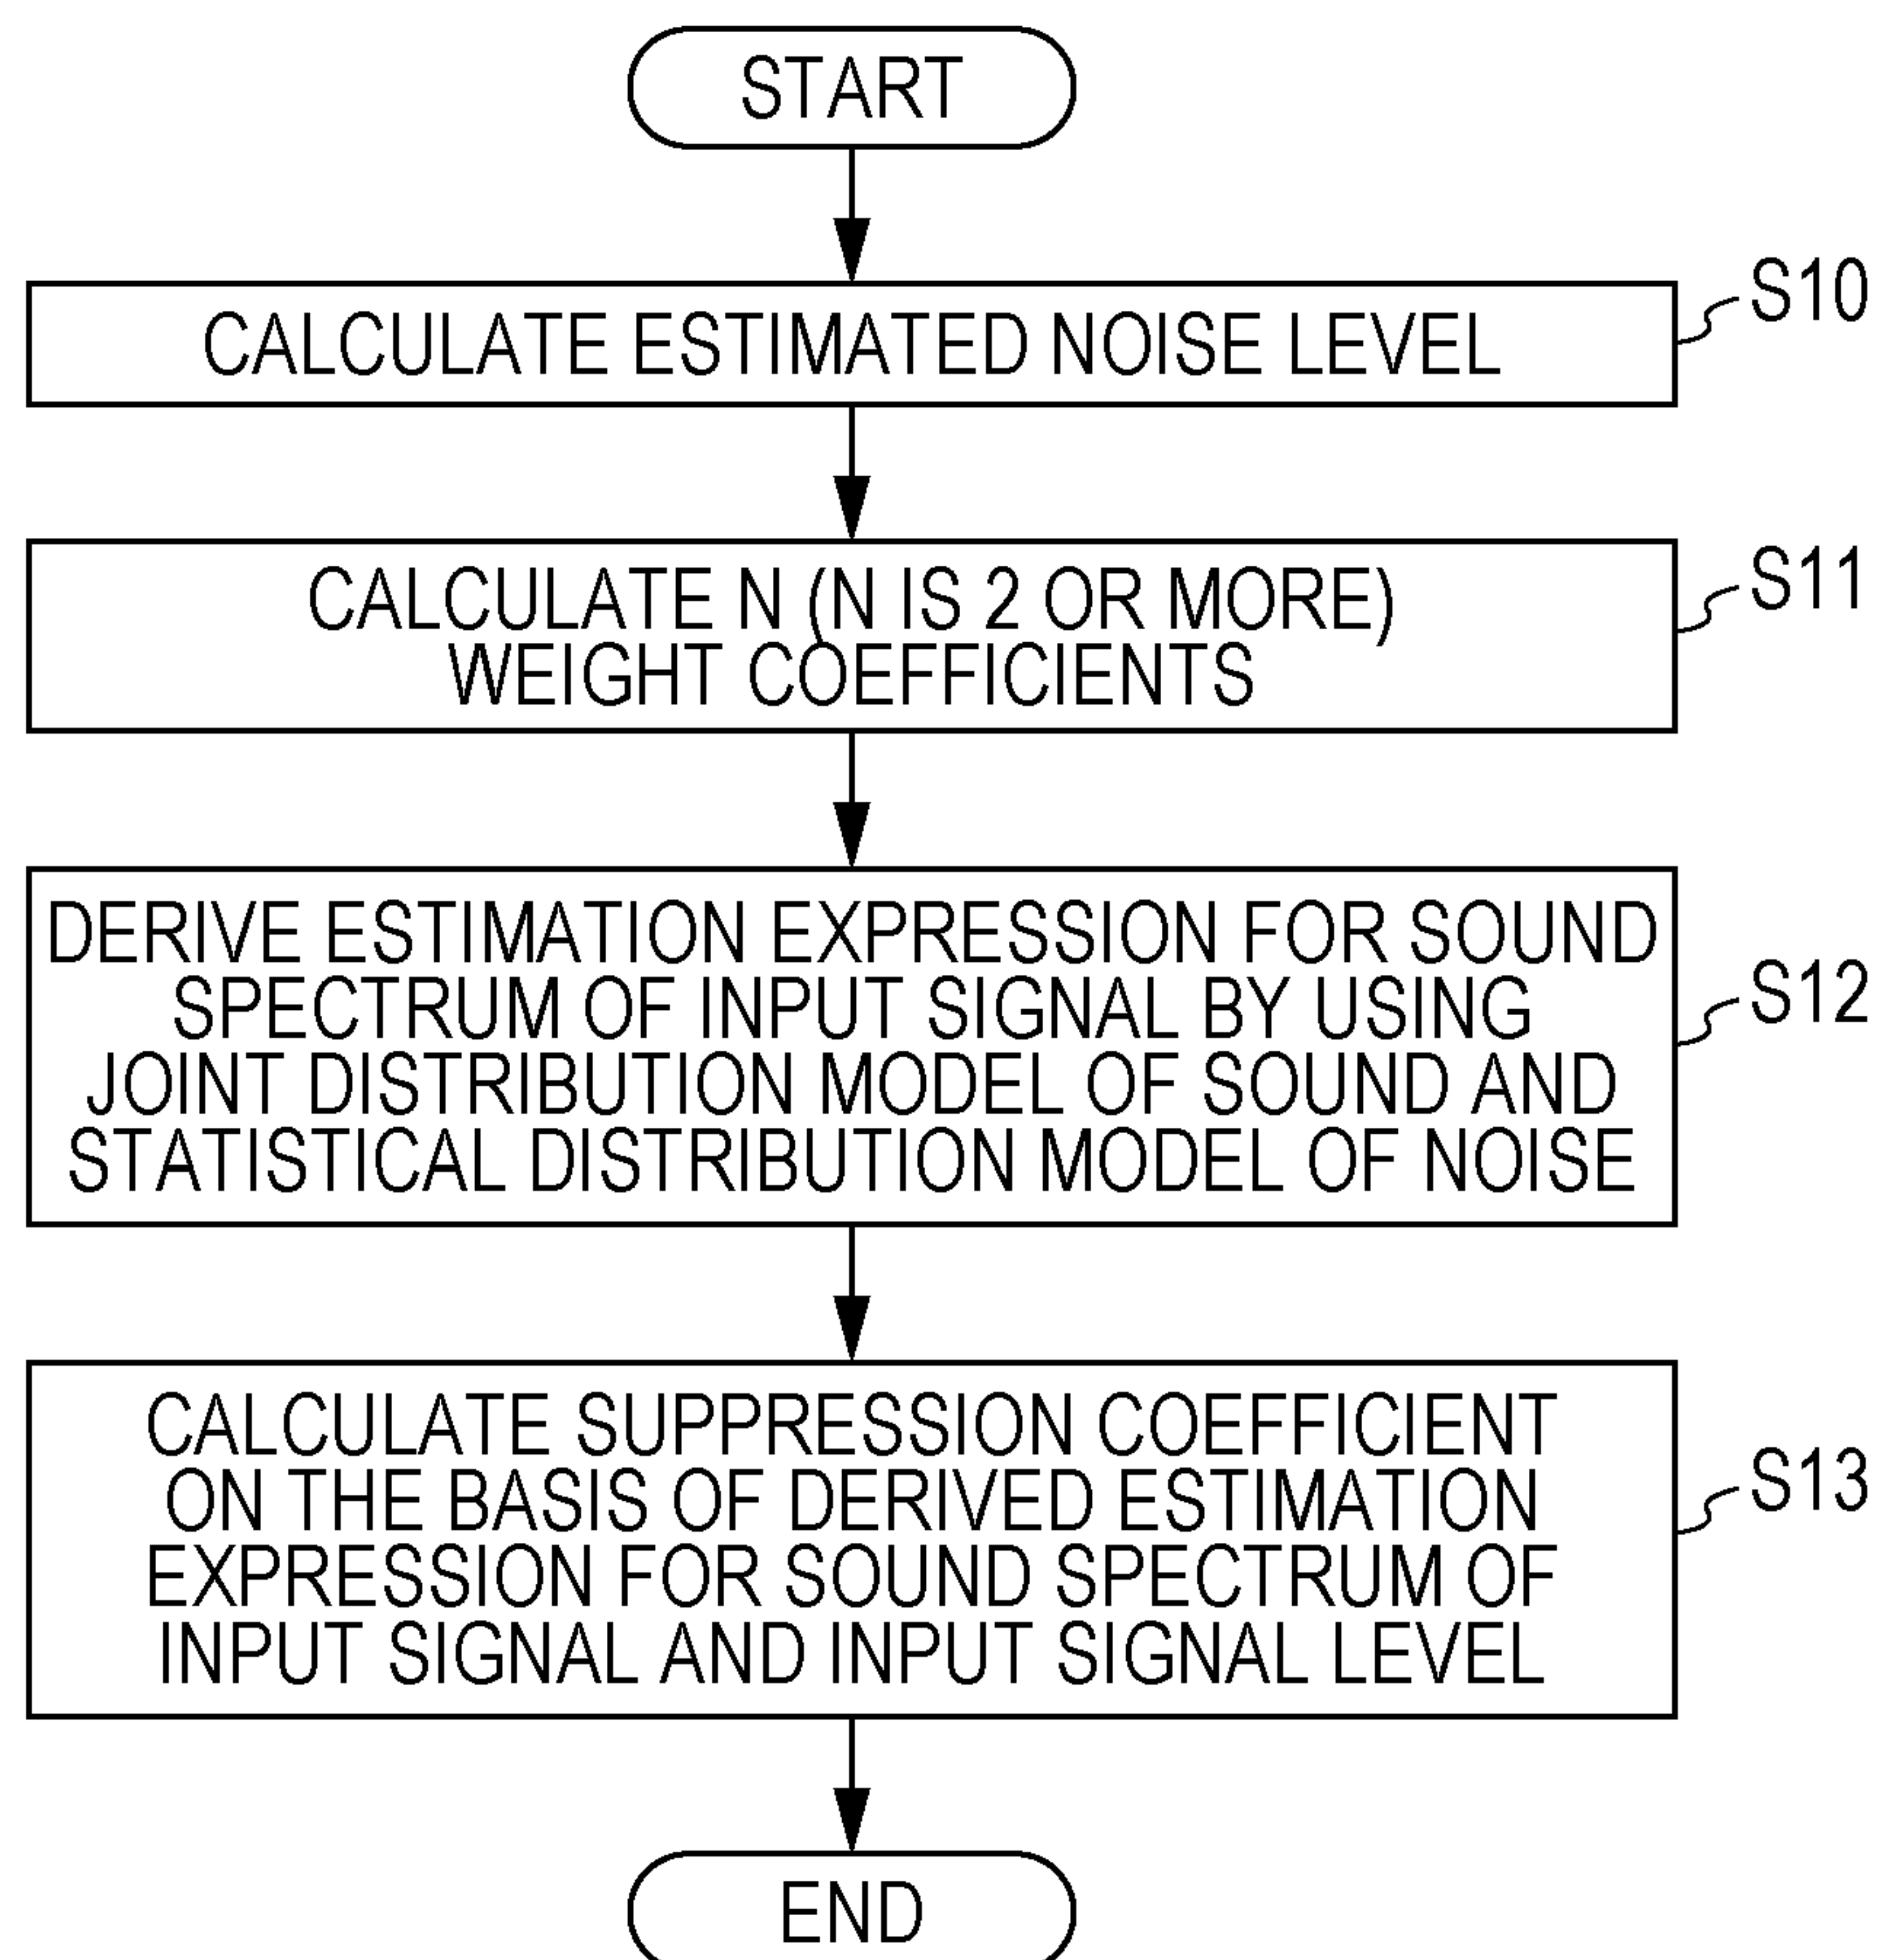 START
CALCULATE ESTIMATED NOISE LEVEL
S10
CALCULATE N (N IS 2 OR MORE)
WEIGHT COEFFICIENTS
S11
DERIVE ESTIMATION EXPRESSION FOR SOUND
SPECTRUM OF INPUT SIGNAL BY USING
JOINT DISTRIBUTION MODEL OF SOUND AND
STATISTICAL DISTRIBUTION MODEL OF NOISE
S12
CALCULATE SUPPRESSION COEFFICIENT
ON THE BASIS OF DERIVED ESTIMATION
EXPRESSION FOR SOUND SPECTRUM OF
INPUT SIGNAL AND INPUT SIGNAL LEVEL
S13
END